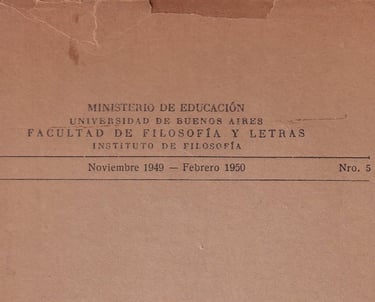 MINISTERIO DE EDUCACIÓN
UNIVERSIDAD DE BUENOS AIRES
FACULTAD DE FILOSOFÍA Y LETRAS
INSTITUTO DE FILOSOFÍA
Noviembre 1949 — Febrero 1950 Nro. 5